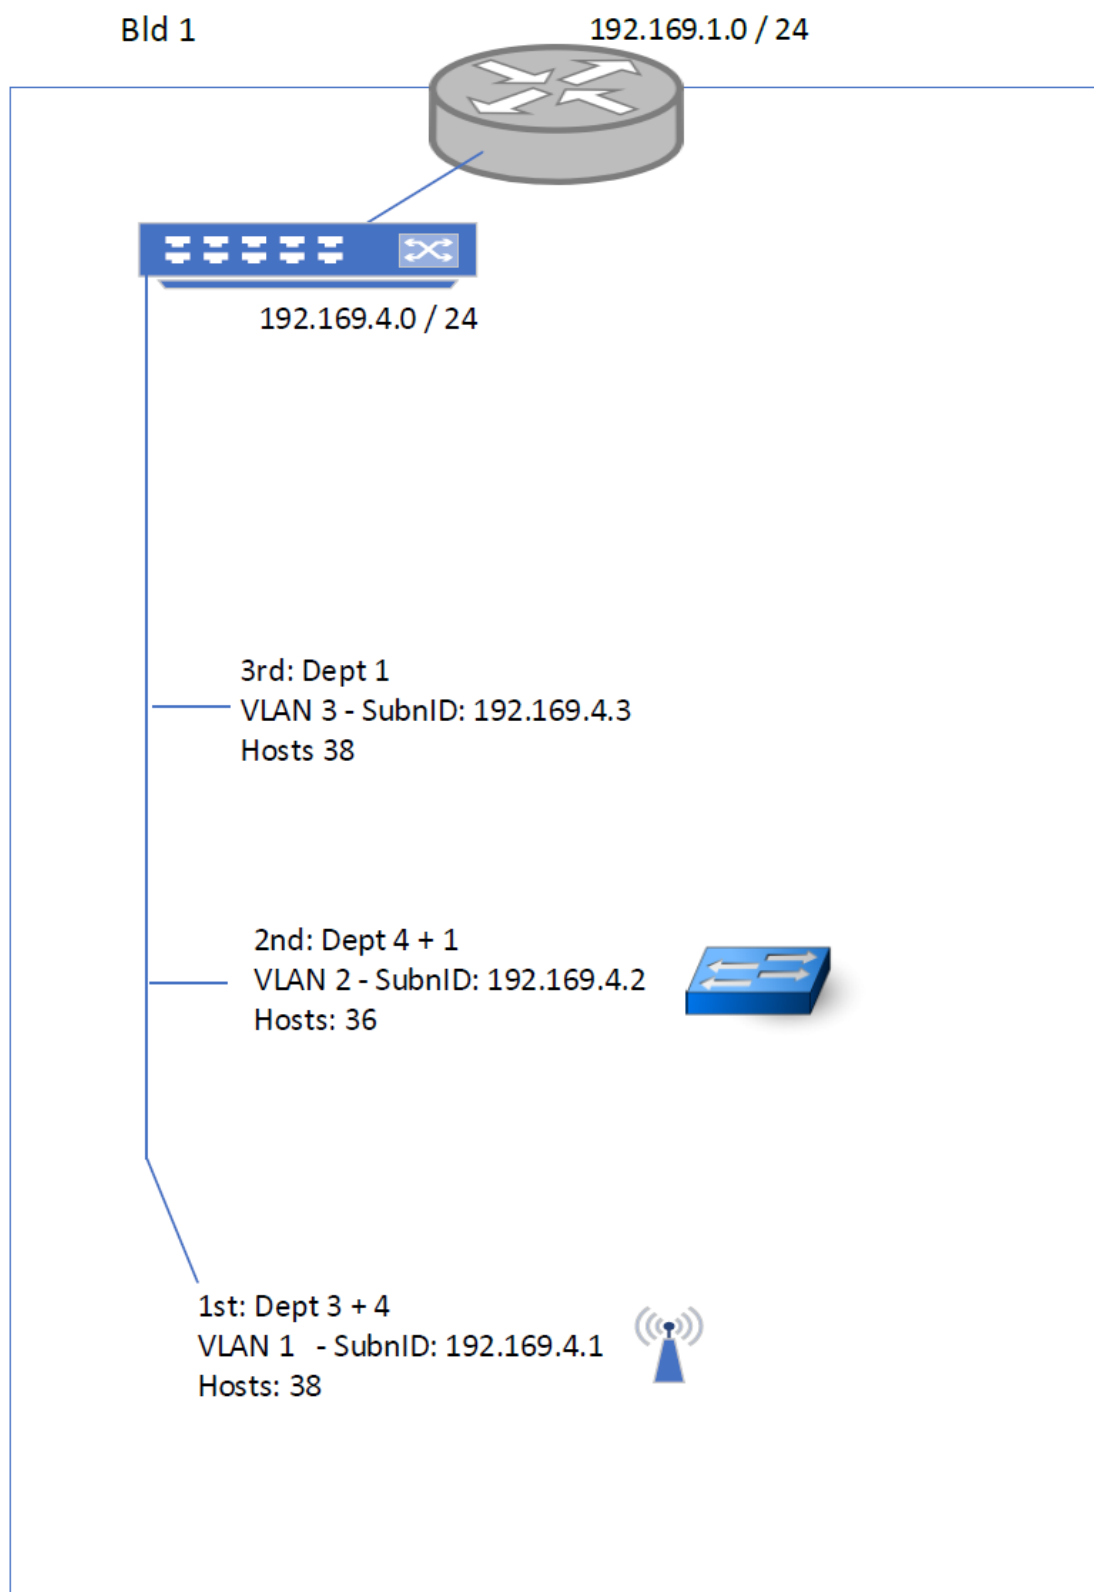 Bld 1
192.169.1.0 / 24
192.169.4.0 / 24
3rd: Dept 1
VLAN 3 - SubnID: 192.169.4.3
Hosts 38
2nd: Dept 4 + 1
VLAN 2 - SubnID: 192.169.4.2
Hosts: 36
1st: Dept 3 + 4
VLAN 1   - SubnID: 192.169.4.1
Hosts: 38